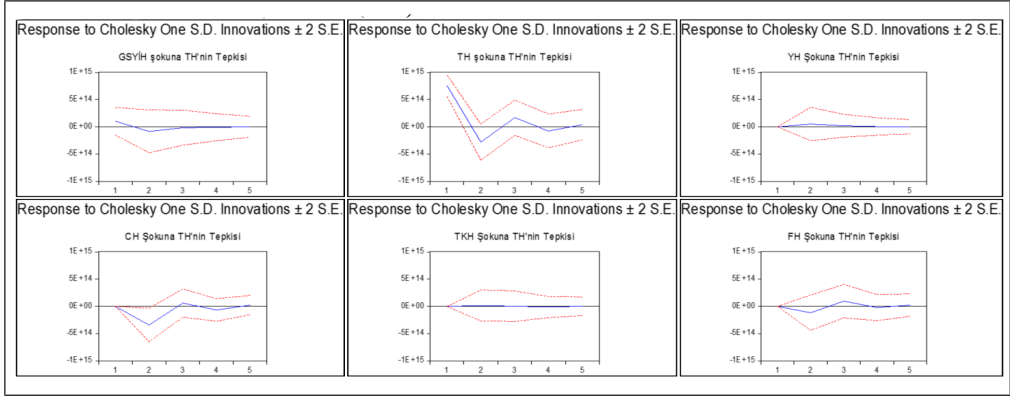 Response to Cholesky One S.D. Innovations ± 2 S.E.
GSYİH şokuna TH'nin Tepkisi
1E+15
5E+14
0E+00
-5E+14
-1E+15
1 2 3 4 5
Response to Cholesky One S.D. Innovations ± 2 S.E.
TH şokuna TH'nin Tepkisi
1E+15
5E+14
0E+00
-5E+14
-1E+15
1 2 3 4 5
Response to Cholesky One S.D. Innovations ± 2 S.E.
YH Şokuna TH'nin Tepkisi
1E+15
5E+14
0E+00
-5E+14
-1E+15
1 2 3 4 5
Response to Cholesky One S.D. Innovations ± 2 S.E.
CH Şokuna TH'nin Tepkisi
1E+15
5E+14
0E+00
-5E+14
-1E+15
1 2 3 4 5
Response to Cholesky One S.D. Innovations ± 2 S.E.
TKH Şokuna TH'nin Tepkisi
1E+15
5E+14
0E+00
-5E+14
-1E+15
1 2 3 4 5
Response to Cholesky One S.D. Innovations ± 2 S.E.
FH Şokuna TH'nin Tepkisi
1E+15
5E+14
0E+00
-5E+14
-1E+15
1 2 3 4 5